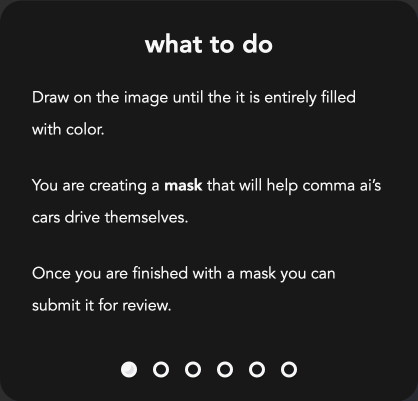 what to do
Draw on the image until the it is entirely filled
with color.
You are creating a mask that will help comma ai's
cars drive themselves.
Once you are finished with a mask you can
submit it for review.